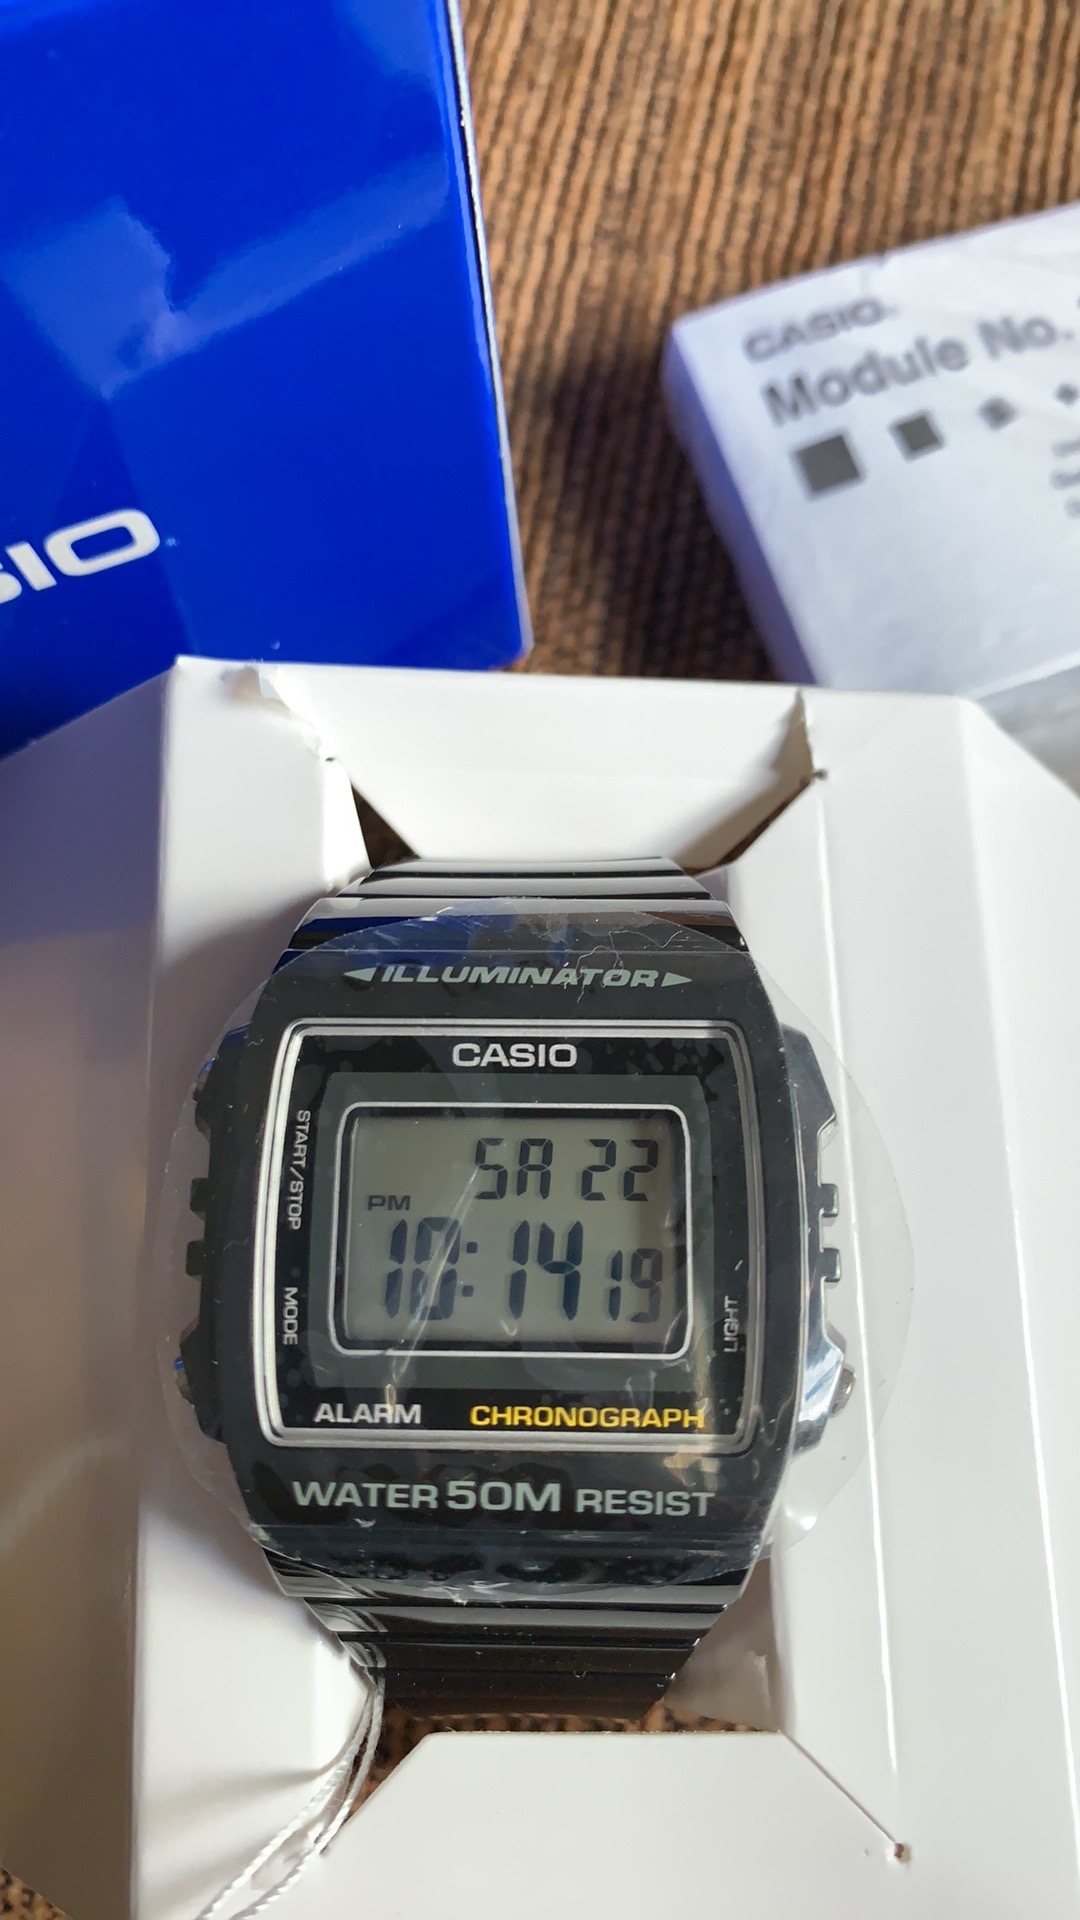 CASIO
Module No.
SIO
ILLUMINATOR
CASIO
START/STOP
SA 22
PM
10:14 19
MODE
LIGHT
ALARM CHRONOGRAPH
WATER 50M RESIST